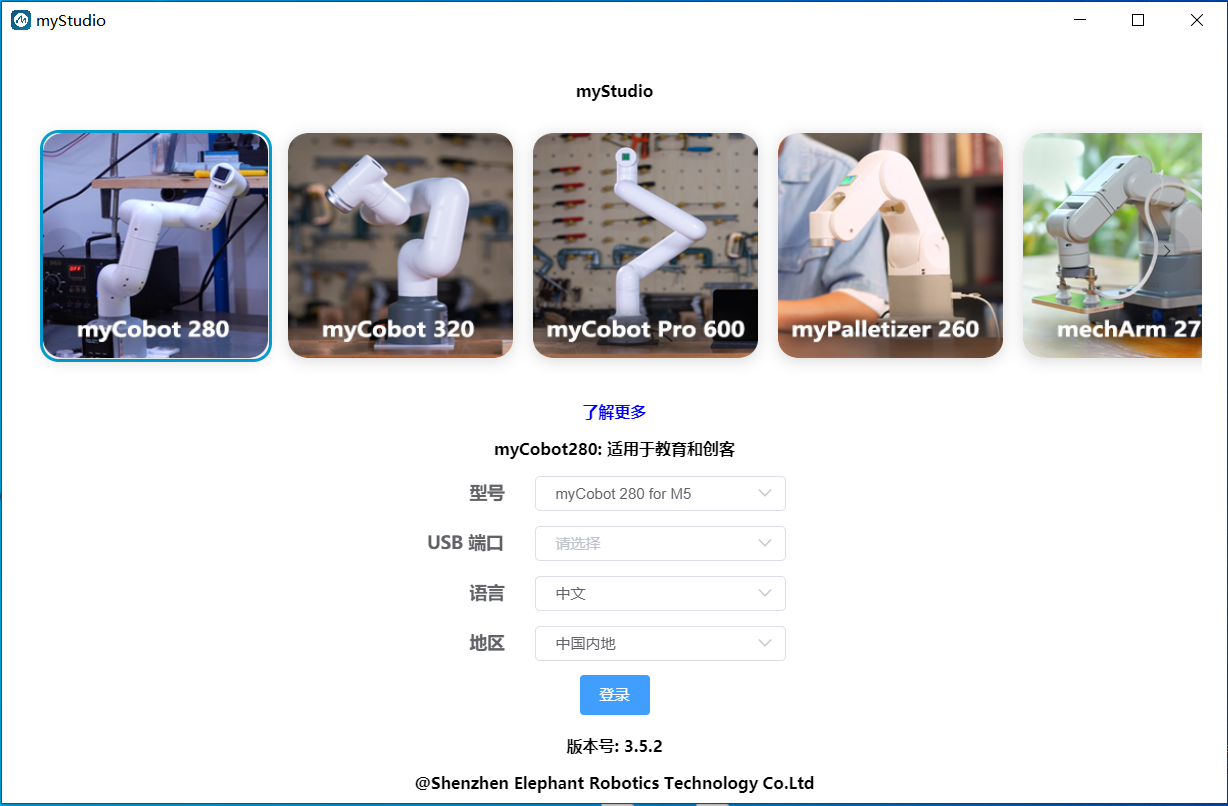 myStudio
myStudio
myCobot 280
myCobot 320
myCobot Pro 600
myPalletizer 260
mechArm 27
了解更多
myCobot280: 适用于教育和创客
型号
myCobot 280 for M5
USB 端口
请选择
语言
中文
地区
中国内地
登录
版本号: 3.5.2
@Shenzhen Elephant Robotics Technology Co.Ltd